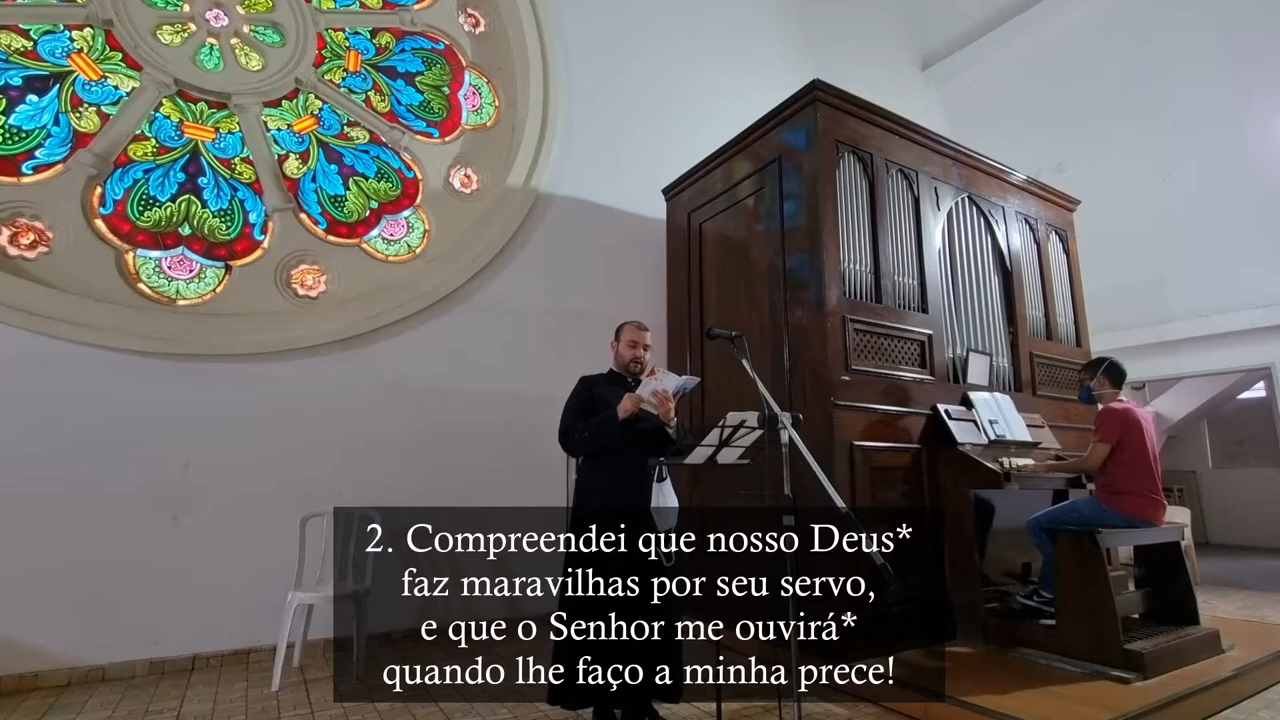 2. Compreendei que nosso Deus*
faz maravilhas por seu servo,
e que o Senhor me ouvirá*
quando lhe faço a minha prece!